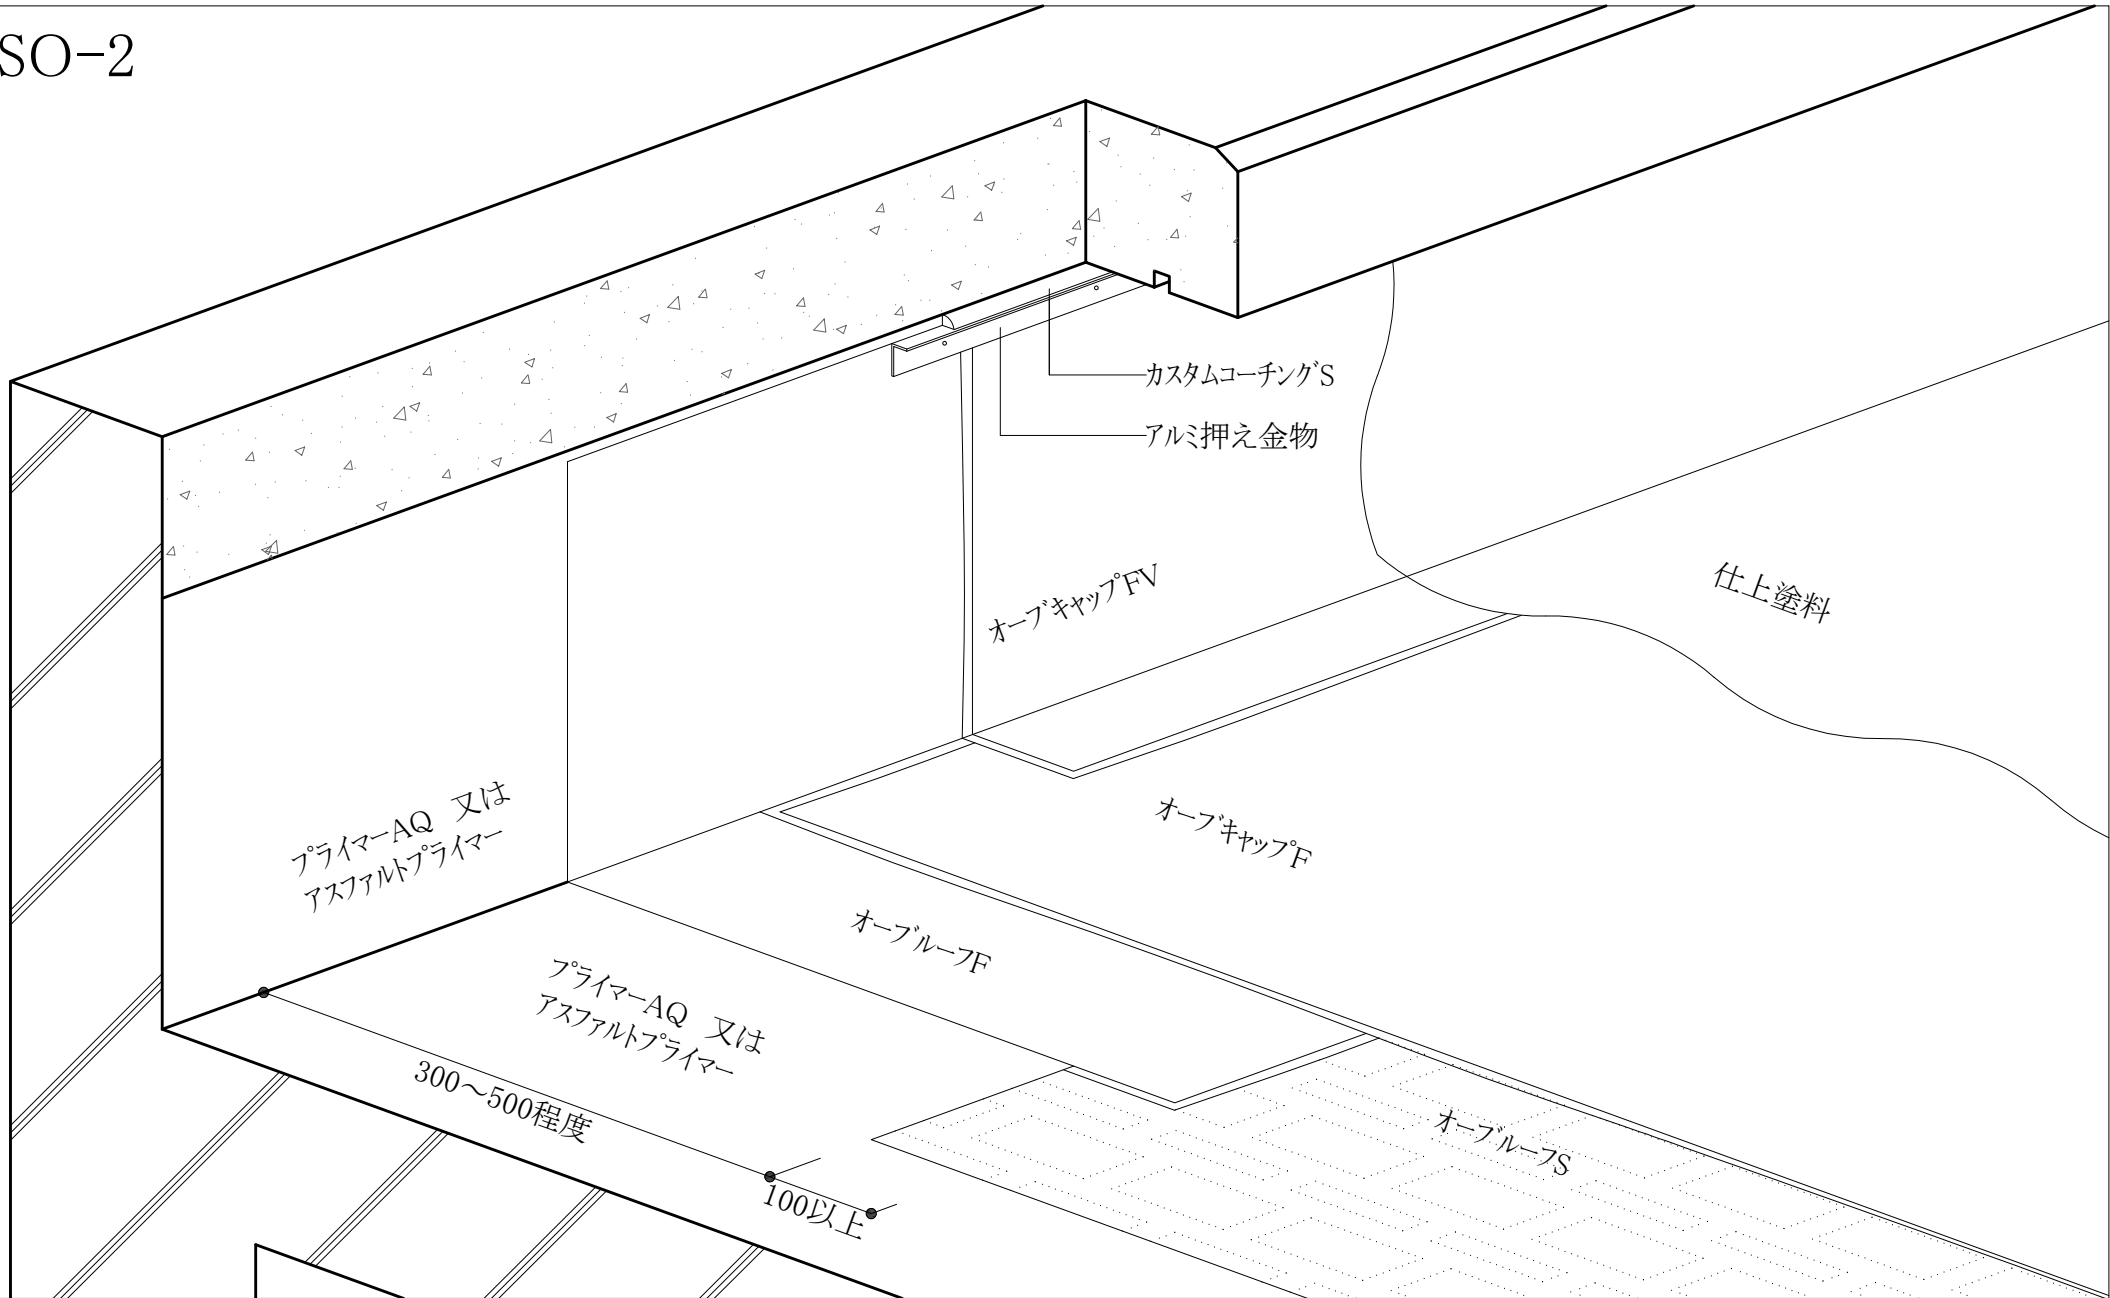 SO-2
カスタムコーチングS
アルミ押え金物
オーブキャップFV
仕上塗料
プライマーAQ 又は
アスファルトプライマー
オーブキャップF
オーブルーフF
プライマーAQ 又は
アスファルトプライマー
300〜500程度
オーブルーフS
100以上